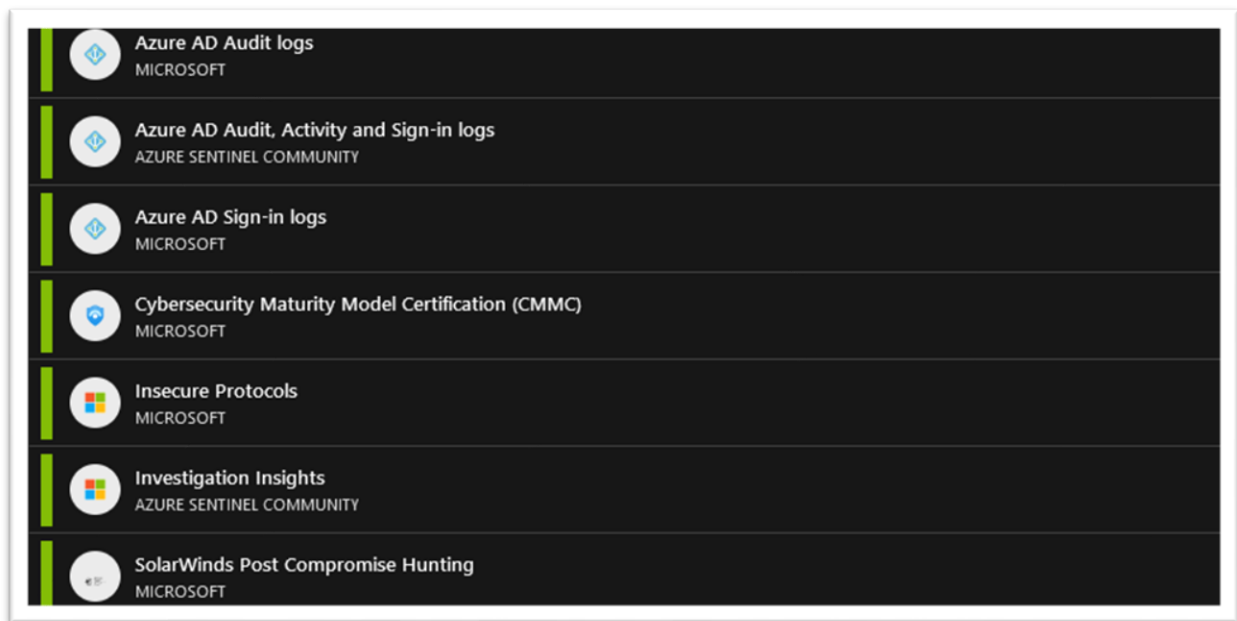 Azure AD Audit logs
MICROSOFT
Azure AD Audit, Activity and Sign-in logs
AZURE SENTINEL COMMUNITY
Azure AD Sign-in logs
MICROSOFT
Cybersecurity Maturity Model Certification (CMMC)
MICROSOFT
Insecure Protocols
MICROSOFT
Investigation Insights
AZURE SENTINEL COMMUNITY
SolarWinds Post Compromise Hunting
MICROSOFT